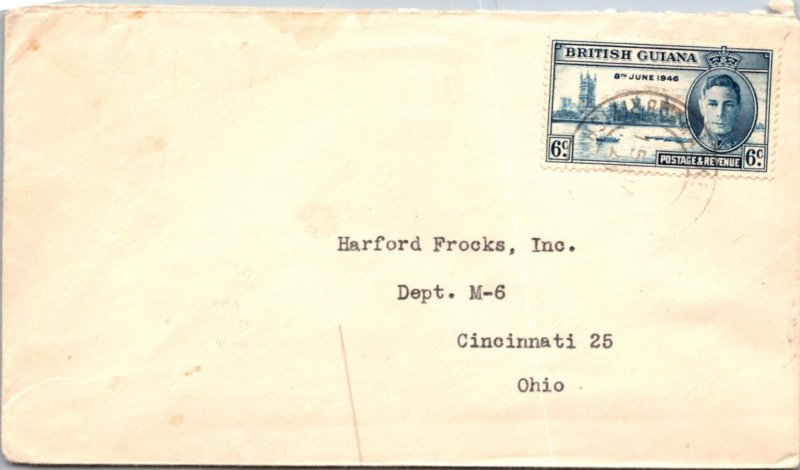 BRITISH GUIANA
8TH JUNE 1946
6c POSTAGE & REVENUE 6c
Harford Frocks, Inc.
Dept. M-6
Cincinnati 25
Ohio